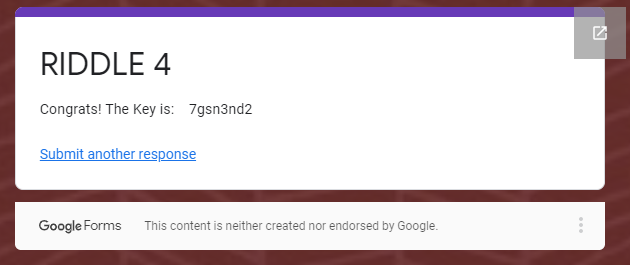 RIDDLE 4
Congrats! The Key is: 7gsn3nd2
Submit another response
Google Forms This content is neither created nor endorsed by Google.